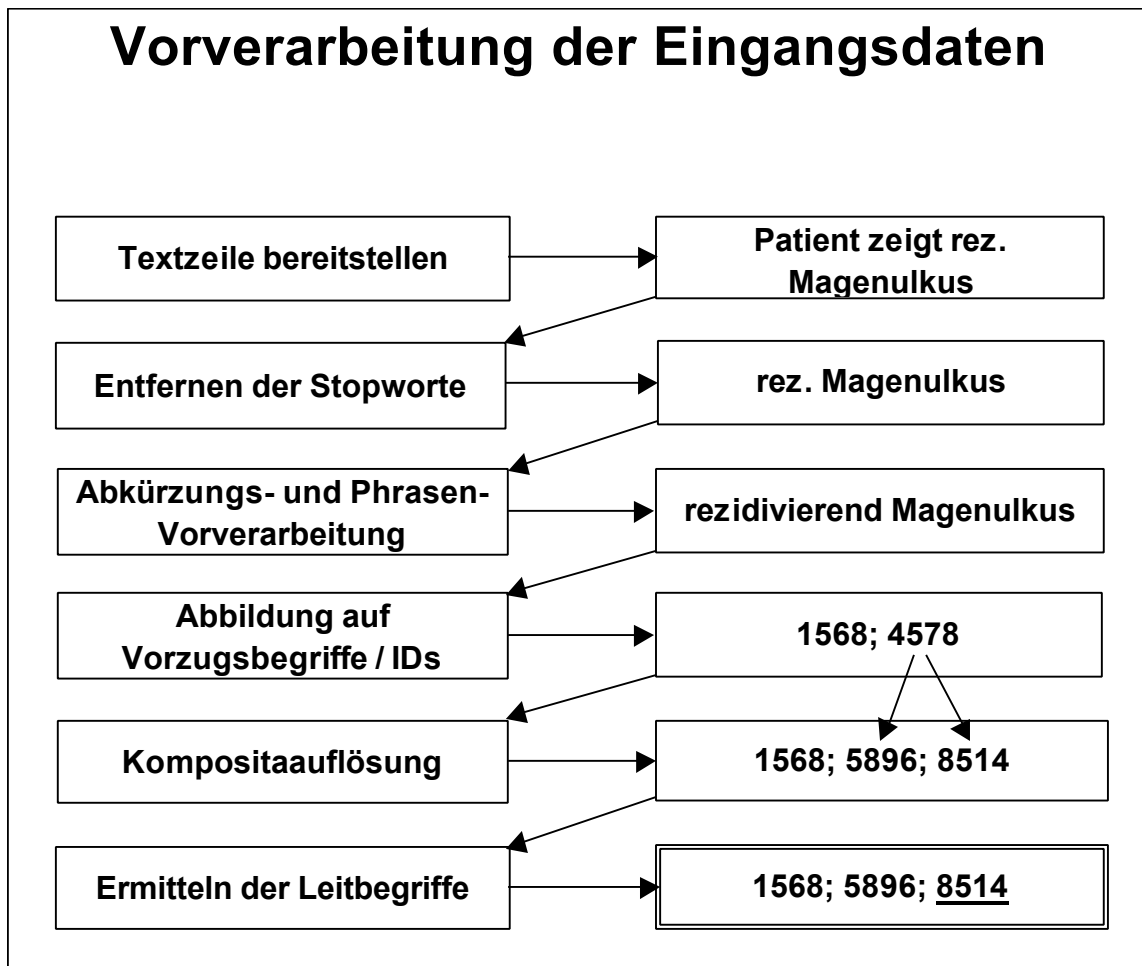 Vorverarbeitung der Eingangsdaten
Textzeile bereitstellen
Patient zeigt rez.
Magenulkus
Entfernen der Stopworte
rez. Magenulkus
Abkürzungs- und Phrasen-
Vorverarbeitung
rezidivierend Magenulkus
Abbildung auf
Vorzugsbegriffe / IDs
1568; 4578
Kompositaauflösung
1568; 5896; 8514
Ermitteln der Leitbegriffe
1568; 5896; 8514